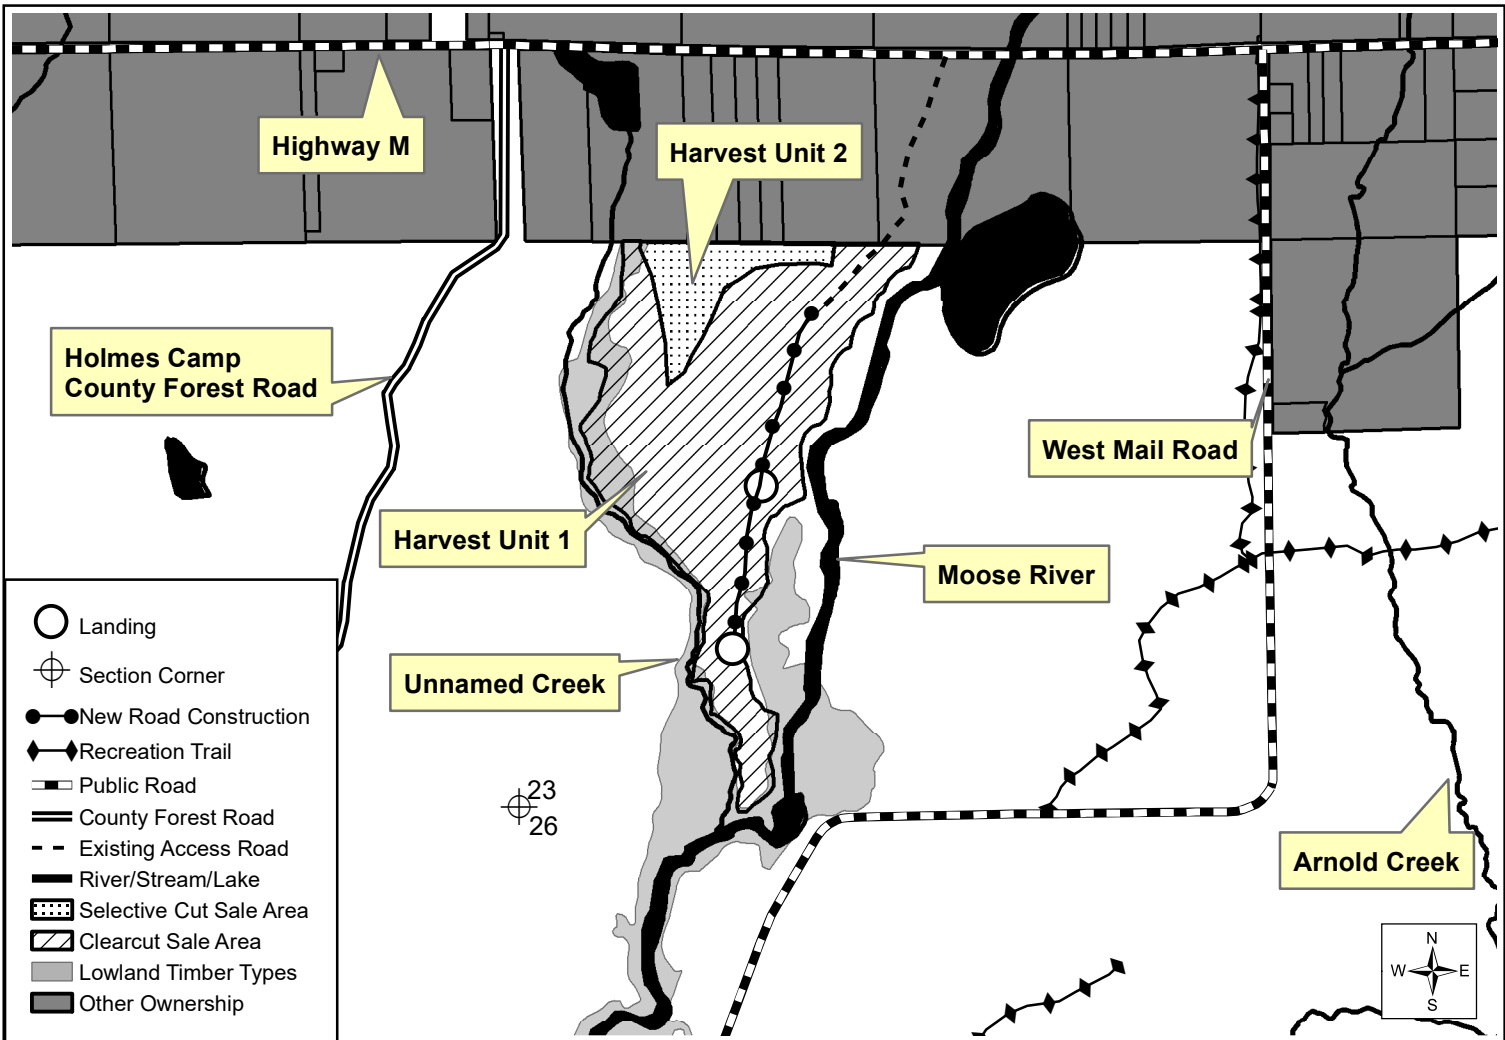 Highway M
Harvest Unit 2
Holmes Camp
County Forest Road
West Mail Road
Harvest Unit 1
Moose River
Unnamed Creek
Arnold Creek
23
26
Landing
Section Corner
New Road Construction
Recreation Trail
Public Road
County Forest Road
Existing Access Road
River/Stream/Lake
Selective Cut Sale Area
Clearcut Sale Area
Lowland Timber Types
Other Ownership
N
W E
S